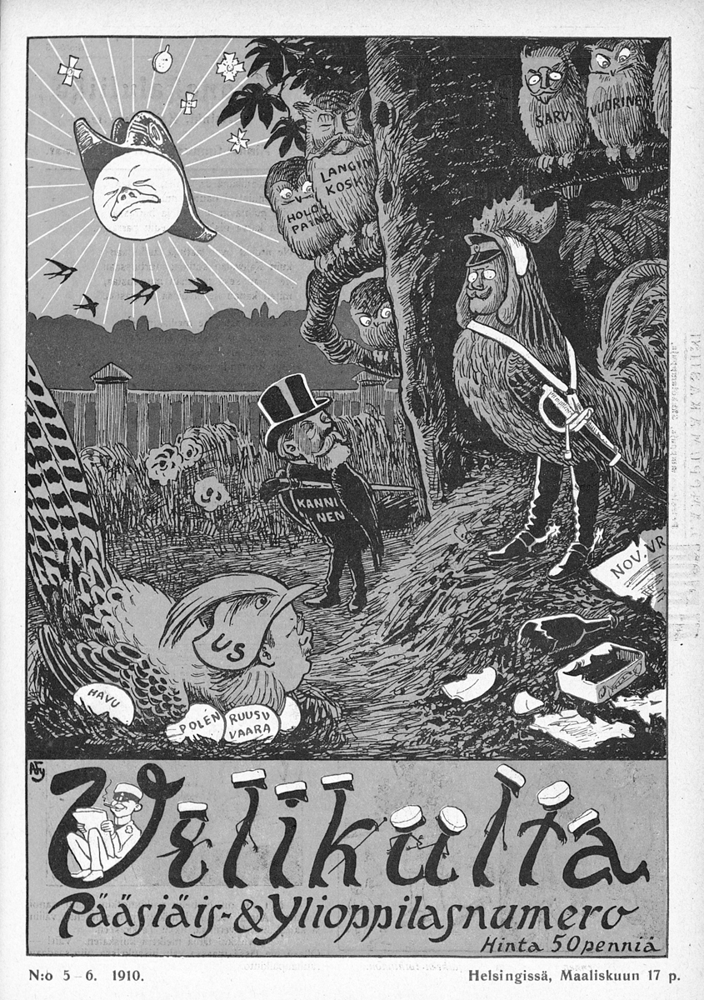 SARVI
VUORINEN
LANGIN
KOSKI
HOLO
PAINEN
KANNI
NEN
NOV. VR
US
HAVU
POLÉN
RUUSU
VAARA
Velikulta
Pääsiäis- & Ylioppilasnumero
Hinta 50 penniä
N:o 5–6. 1910.
Helsingissä, Maaliskuun 17 p.